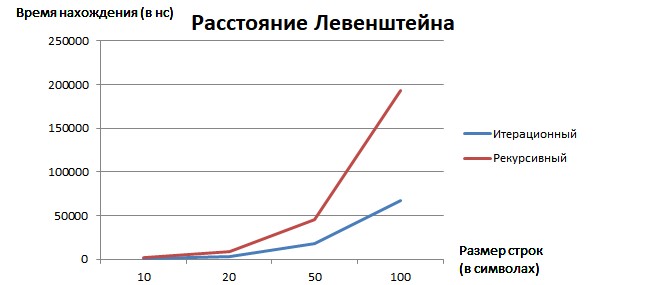 Время нахождения (в нс)
Расстояние Левенштейна
250000
200000
150000
100000
50000
0
10
20
50
100
Итерационный
Рекурсивный
Размер строк
(в символах)